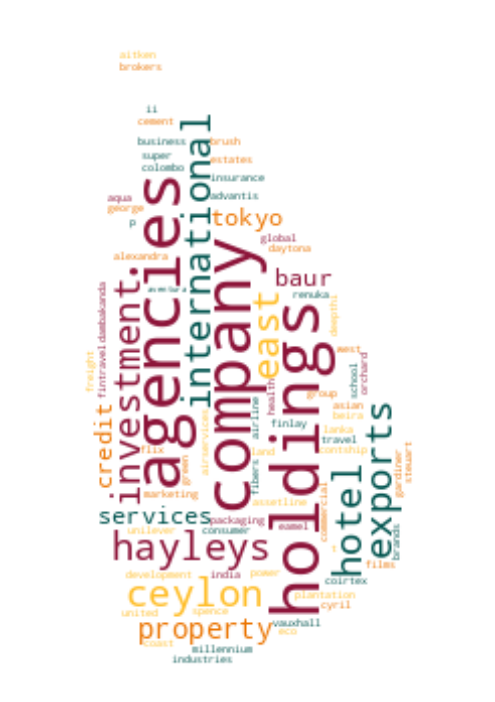 aitken
brokers
ii
cement
business
brush
super
estates
colombo
insurance
international
agencies
aqua
advantis
george
p
tokyo
global
daytona
company
alexandra
baur
aventura
renuka
east
deepthi
investment
dambakanda
fintravel
holdings
west
freight
school
orchard
health
group
credit
airservices
airline
asian
beira
exports
finlay
lanka
travel
contship
flix
green
land
fibers
gardiner
steuart
marketing
assetline
commercial
hotel
services
packaging
eamel
unilever
consumer
brands
hayleys
films
development
india
power
coirtex
ceylon
plantation
cyril
united
spence
property
vauxhall
eco
coast
millennium
industries